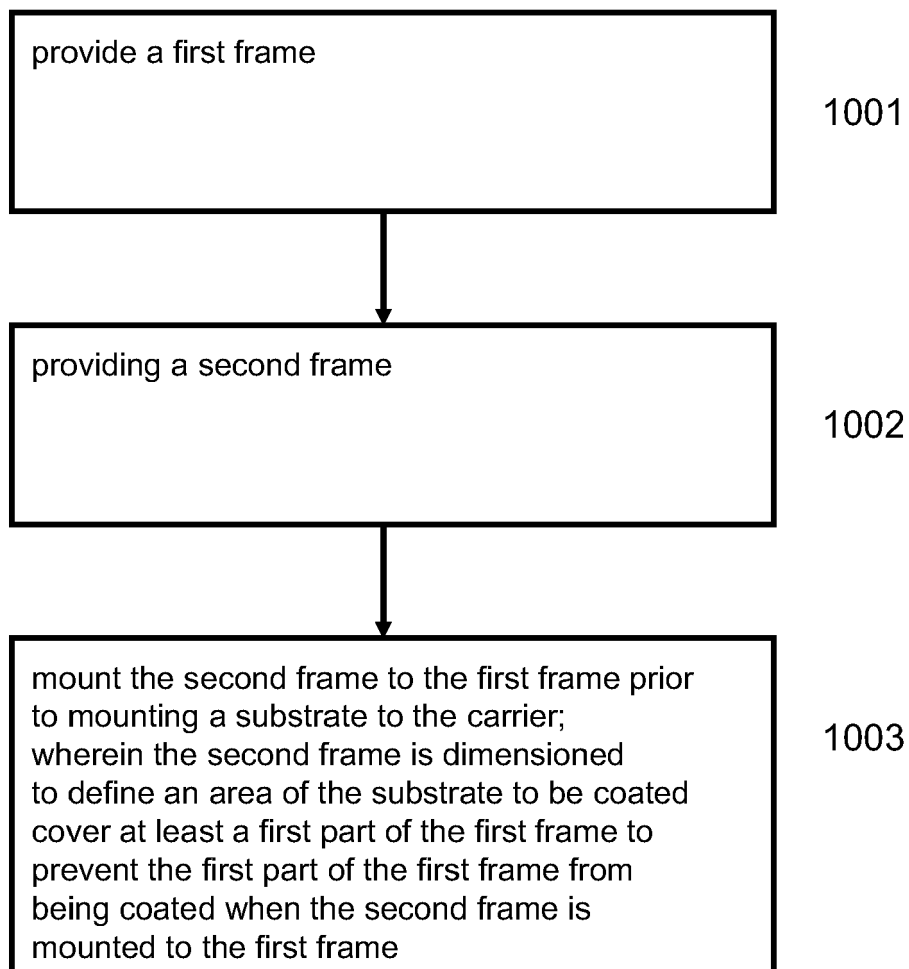 provide a first frame
1001
providing a second frame
1002
mount the second frame to the first frame prior
to mounting a substrate to the carrier;
wherein the second frame is dimensioned
to define an area of the substrate to be coated
cover at least a first part of the first frame to
prevent the first part of the first frame from
being coated when the second frame is
mounted to the first frame
1003